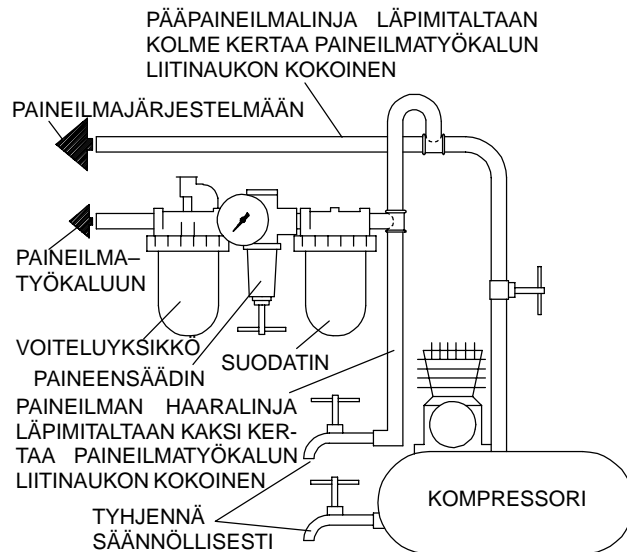 PÄÄPAINEILMALINJA LÄPIMITALTAAN
KOLME KERTAA PAINEILMATYÖKALUN
LIITINAUKON KOKOINEN
PAINEILMAJÄRJESTELMÄÄN
PAINEILMA–
TYÖKALUUN
VOITELUYKSIKKÖ
SUODATIN
PAINEENSÄÄDIN
PAINEILMAN HAARALINJA
LÄPIMITALTAAN KAKSI KER-
TAA PAINEILMATYÖKALUN
LIITINAUKON KOKOINEN
KOMPRESSORI
TYHJENNÄ
SÄÄNNÖLLISESTI